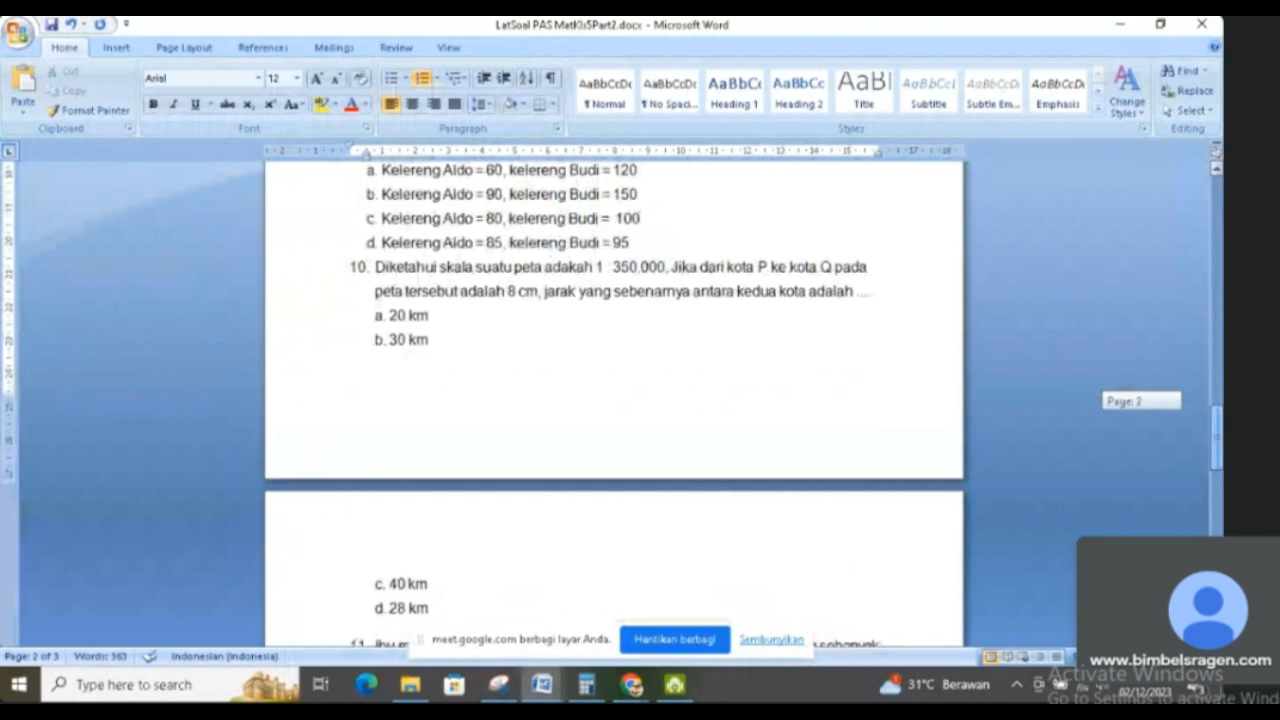 LatSoal PAS MatKls5Part2.docx - Microsoft Word
Home Insert Page Layout References Mailings Review View
Cut
Copy
Paste
Format Painter
Clipboard
Arial 12
Font
Paragraph
AaBbCcDc AaBbCcDc AaBbC AaBbCc AaBl AaBbCcI AaBbCcDi AaBbCcDt
¶ Normal ¶ No Spaci... Heading 1 Heading 2 Title Subtitle Subtle Em... Emphasis
Change Styles
Styles
Find
Replace
Select
Editing
a. Kelereng Aldo = 60, kelereng Budi = 120
b. Kelereng Aldo = 90, kelereng Budi = 150
c. Kelereng Aldo = 80, kelereng Budi = 100
d. Kelereng Aldo = 85, kelereng Budi = 95
10. Diketahui skala suatu peta adakah 1 : 350.000, Jika dari kota P ke kota Q pada
peta tersebut adalah 8 cm, jarak yang sebenarnya antara kedua kota adalah ....
a. 20 km
b. 30 km
Page: 2
c. 40 km
d. 28 km
meet.google.com berbagi layar Anda. Hentikan berbagi Sembunyikan
Page: 2 of 3 Words: 363 Indonesian (Indonesia)
www.bimbelsragen.com
Activate Windows
Go to Settings to activate Wind
Type here to search
31°C Berawan
02/12/2023